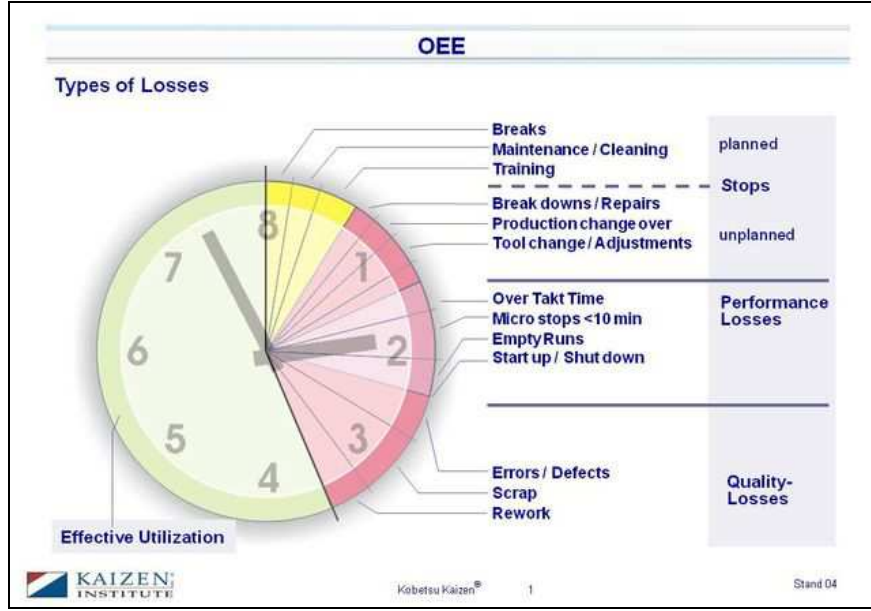 OEE
Types of Losses
Breaks
Maintenance / Cleaning
Training
planned
Stops
Break downs / Repairs
Production change over
Tool change / Adjustments
unplanned
Over Takt Time
Micro stops <10 min
Empty Runs
Start up / Shut down
Performance
Losses
Errors / Defects
Scrap
Rework
Quality-
Losses
8
1
2
3
4
5
6
7
Effective Utilization
KAIZEN
INSTITUTE
Kobetsu Kaizen®
1
Stand 04